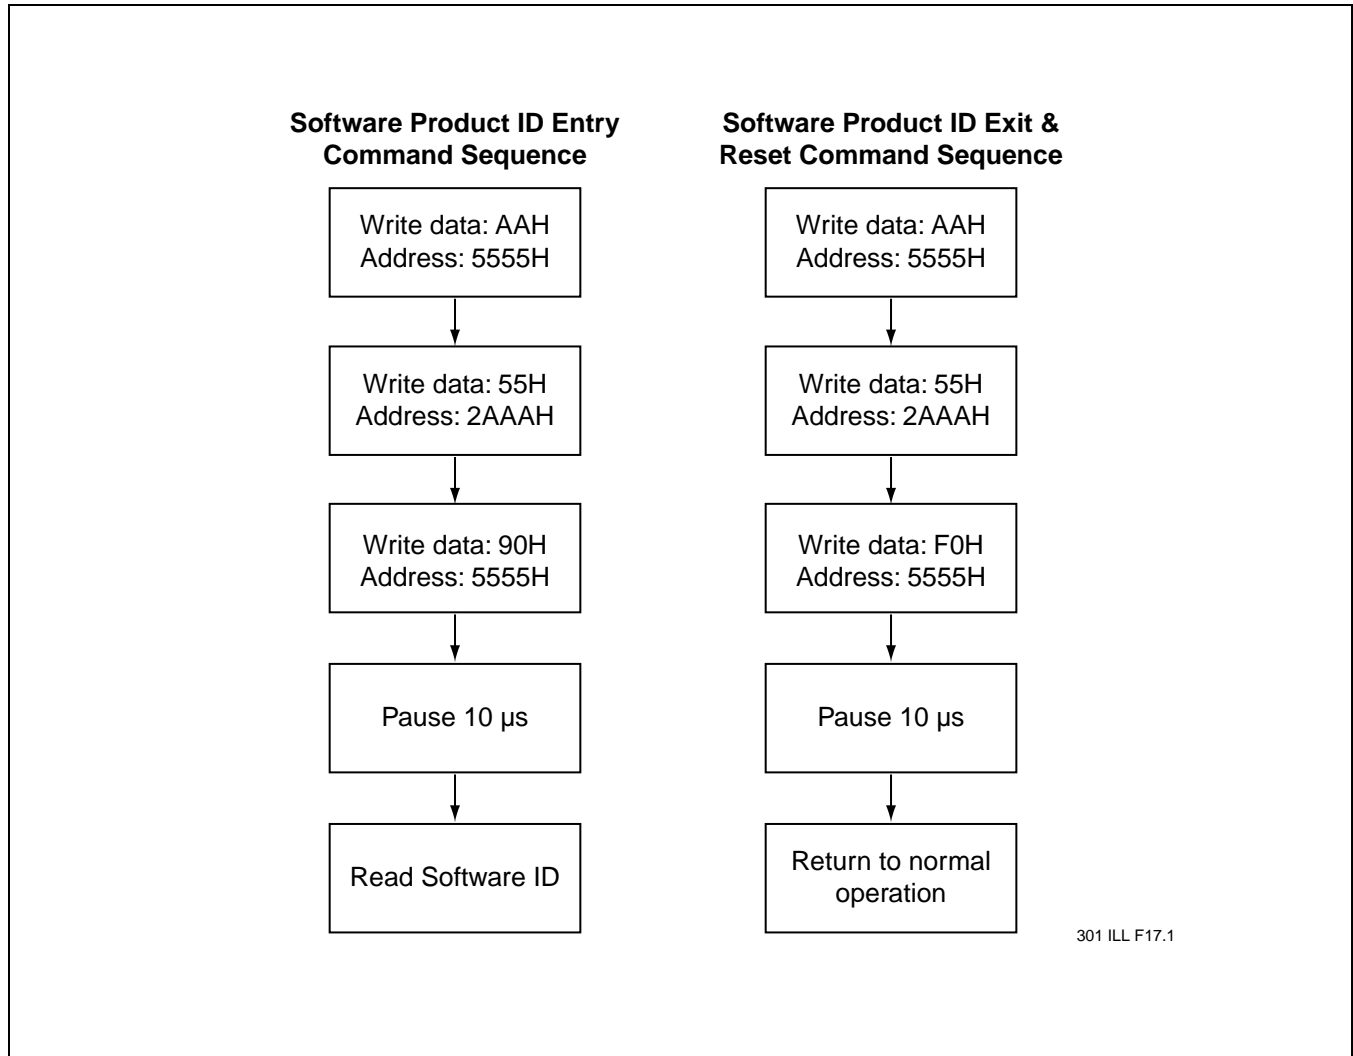 Software Product ID Entry
Command Sequence
Write data: AAH
Address: 5555H
Write data: 55H
Address: 2AAAH
Write data: 90H
Address: 5555H
Pause 10 µs
Read Software ID
Software Product ID Exit &
Reset Command Sequence
Write data: AAH
Address: 5555H
Write data: 55H
Address: 2AAAH
Write data: F0H
Address: 5555H
Pause 10 µs
Return to normal
operation
301 ILL F17.1